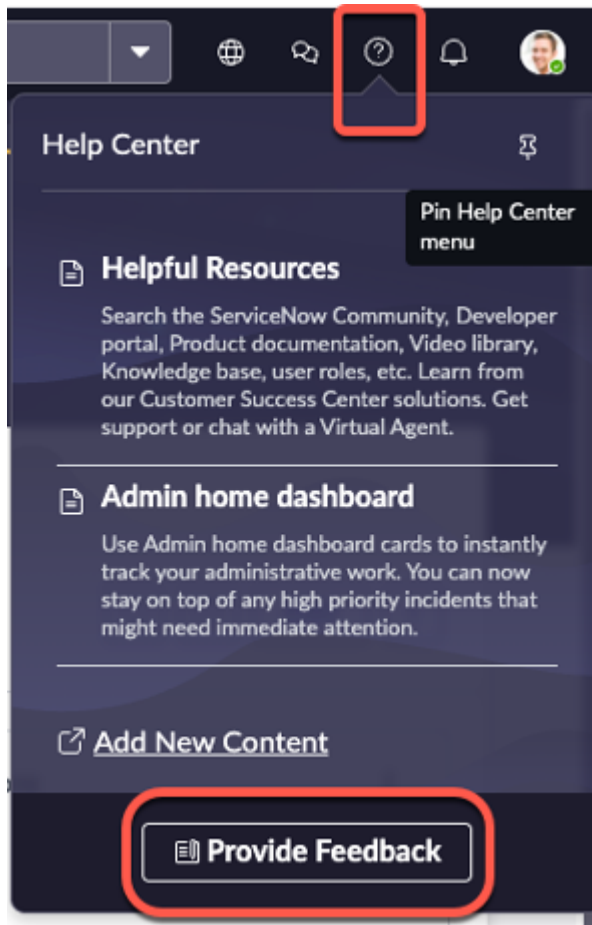 Help Center
Pin Help Center
menu
Helpful Resources
Search the ServiceNow Community, Developer
portal, Product documentation, Video library,
Knowledge base, user roles, etc. Learn from
our Customer Success Center solutions. Get
support or chat with a Virtual Agent.
Admin home dashboard
Use Admin home dashboard cards to instantly
track your administrative work. You can now
stay on top of any high priority incidents that
might need immediate attention.
Add New Content
Provide Feedback